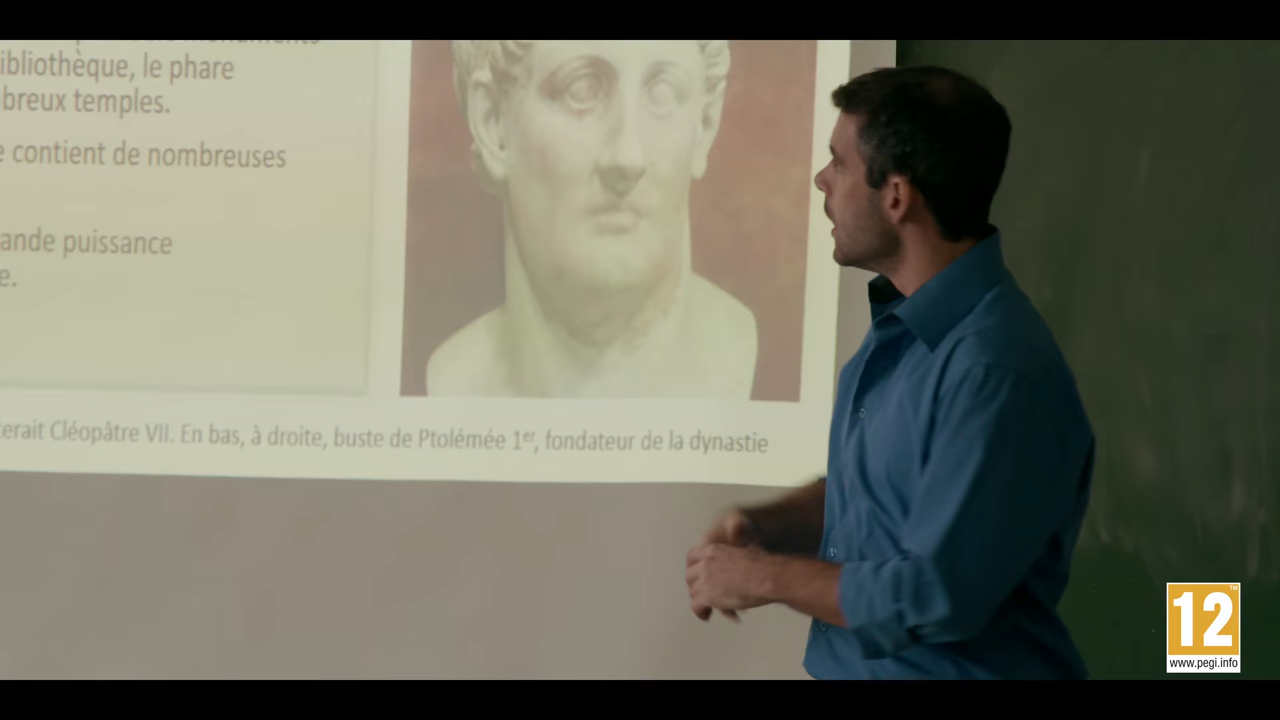 ibliothèque, le phare
breux temples.
contient de nombreuses
ande puissance
e.
terait Cléopâtre VII. En bas, à droite, buste de Ptolémée 1er, fondateur de la dynastie
12
www.pegi.info